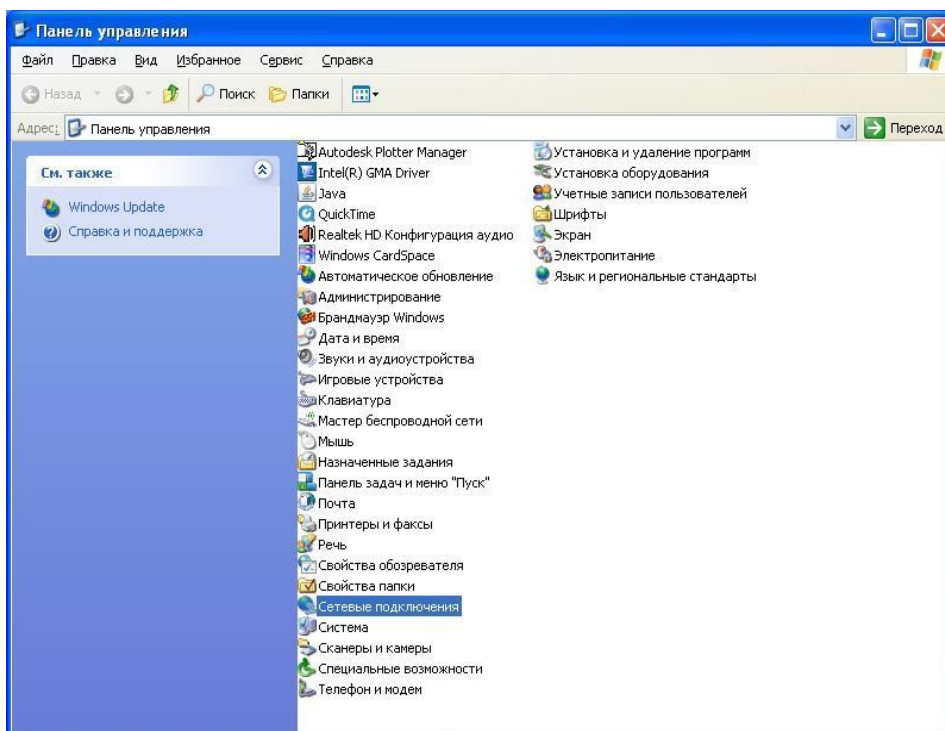 Панель управления
Файл Правка Вид Избранное Сервис Справка
Назад Поиск Папки
Адрес: Панель управления Переход
См. также
Windows Update
Справка и поддержка
Autodesk Plotter Manager
Intel(R) GMA Driver
Java
QuickTime
Realtek HD Конфигурация аудио
Windows CardSpace
Автоматическое обновление
Администрирование
Брандмауэр Windows
Дата и время
Звуки и аудиоустройства
Игровые устройства
Клавиатура
Мастер беспроводной сети
Мышь
Назначенные задания
Панель задач и меню "Пуск"
Почта
Принтеры и факсы
Речь
Свойства обозревателя
Свойства папки
Сетевые подключения
Система
Сканеры и камеры
Специальные возможности
Телефон и модем
Установка и удаление программ
Установка оборудования
Учетные записи пользователей
Шрифты
Экран
Электропитание
Язык и региональные стандарты